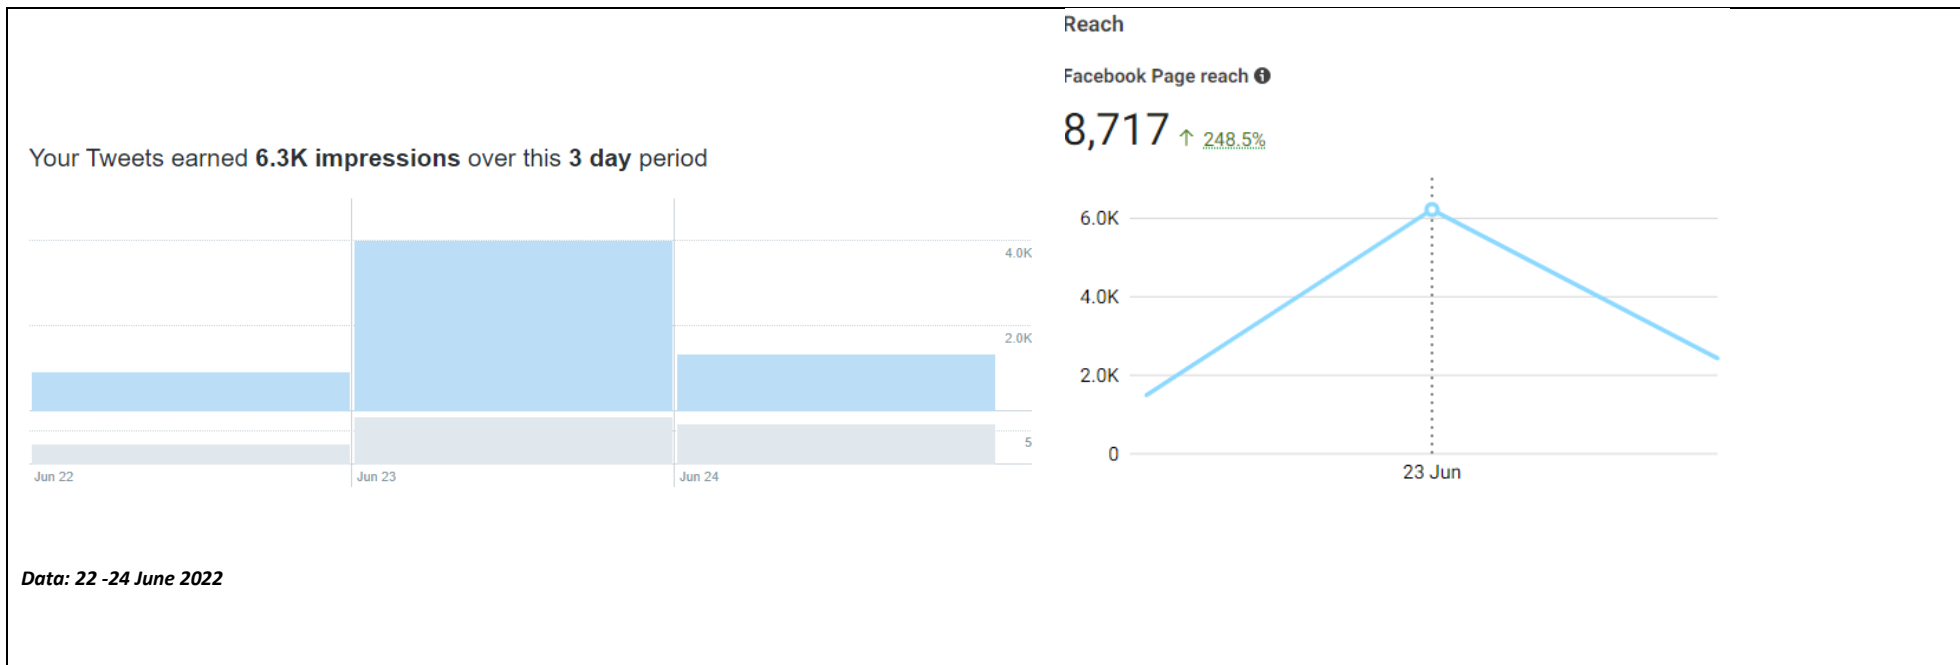 Your Tweets earned 6.3K impressions over this 3 day period
4.0K
2.0K
5
Jun 22
Jun 23
Jun 24
Reach
Facebook Page reach
8,717 ↑ 248.5%
6.0K
4.0K
2.0K
0
23 Jun
Data: 22 -24 June 2022